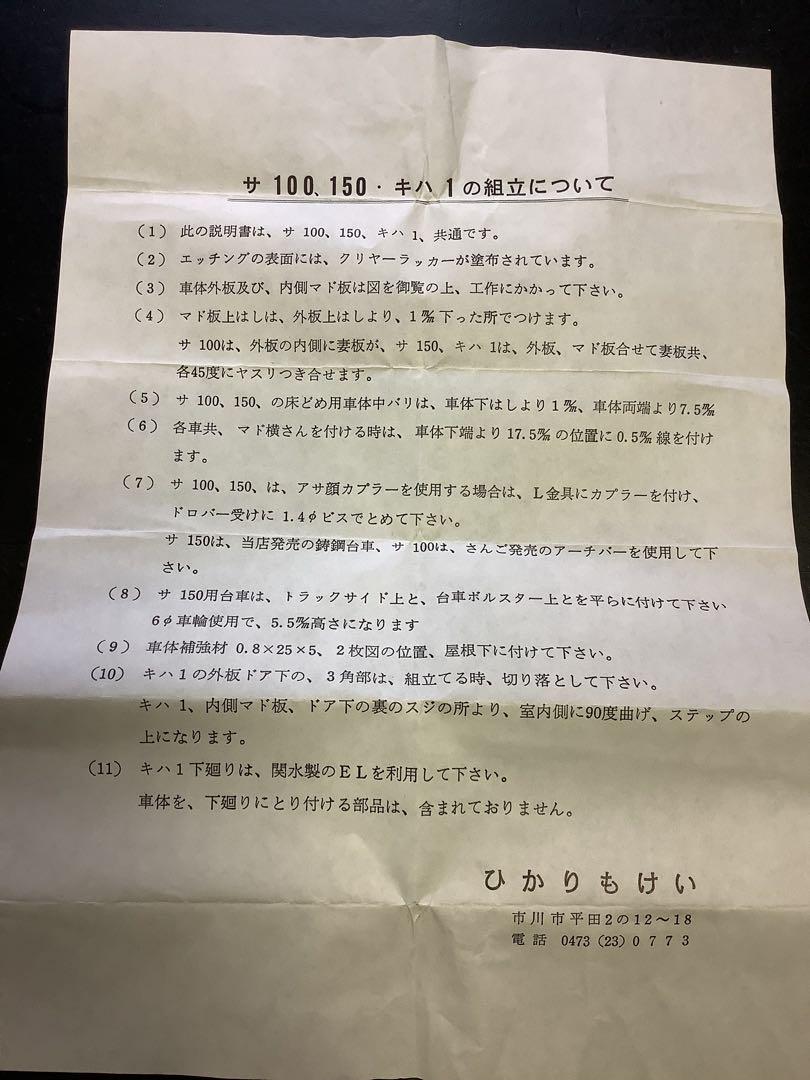 サ 100、150・キハ 1の組立について
(1) 此の説明書は、サ 100、150、キハ 1、共通です。
(2) エッチングの表面には、クリヤーラッカーが塗布されています。
(3) 車体外板及び、内側マド板は図を御覧の上、工作にかかって下さい。
(4) マド板上はしは、外板上はしより、1㎜下った所でつけます。
サ 100は、外板の内側に妻板が、サ 150、キハ 1は、外板、マド板合せて妻板共、
各45度にヤスリつき合せます。
(5) サ 100、150、の床どめ用車体中バリは、車体下はしより1㎜、車体両端より7.5㎜
(6) 各車共、マド横さんを付ける時は、車体下端より17.5㎜の位置に0.5㎜線を付け
ます。
(7) サ 100、150、は、アサ顔カプラーを使用する場合は、L金具にカプラーを付け、
ドロバー受けに 1.4φビスでとめて下さい。
サ 150は、当店発売の鋳鋼台車、サ 100は、さんご発売のアーチバーを使用して下
さい。
(8) サ 150用台車は、トラックサイド上と、台車ボルスター上とを平らに付けて下さい
6φ車輪使用で、5.5㎜高さになります
(9) 車体補強材 0.8×25×5、2枚図の位置、屋根下に付けて下さい。
(10) キハ1の外板ドア下の、3角部は、組立てる時、切り落として下さい。
キハ 1、内側マド板、ドア下の裏のスジの所より、室内側に90度曲げ、ステップの
上になります。
(11) キハ1下廻りは、関水製のELを利用して下さい。
車体を、下廻りにとり付ける部品は、含まれておりません。
ひかりもけい
市川市平田2の12〜18
電話 0473 (23) 0773